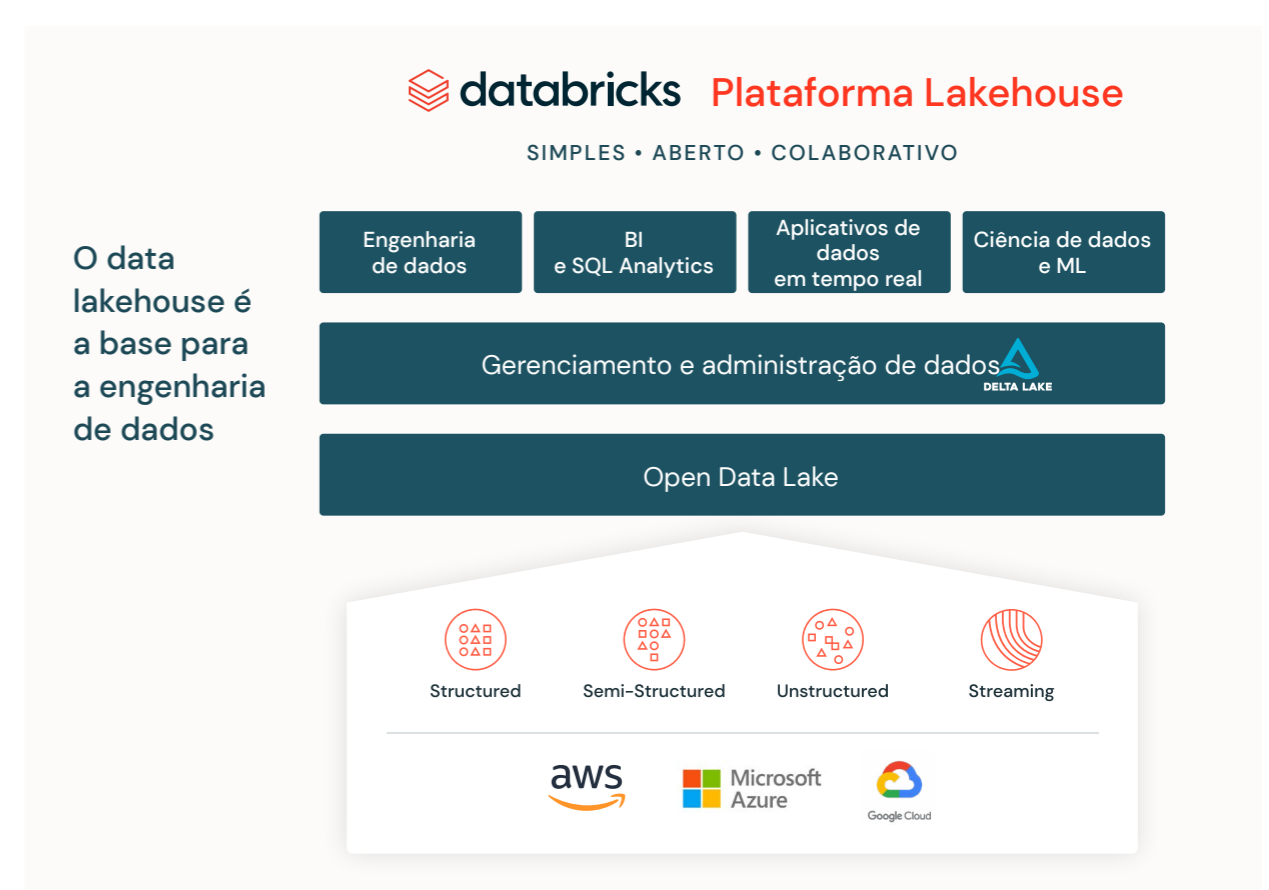 databricks Plataforma Lakehouse
SIMPLES • ABERTO • COLABORATIVO
O data
lakehouse é
a base para
a engenharia
de dados
Engenharia
de dados
BI
e SQL Analytics
Aplicativos de
dados
em tempo real
Ciência de dados
e ML
Gerenciamento e administração de dados
DELTA LAKE
Open Data Lake
Structured
Semi-Structured
Unstructured
Streaming
aws
Microsoft
Azure
Google Cloud